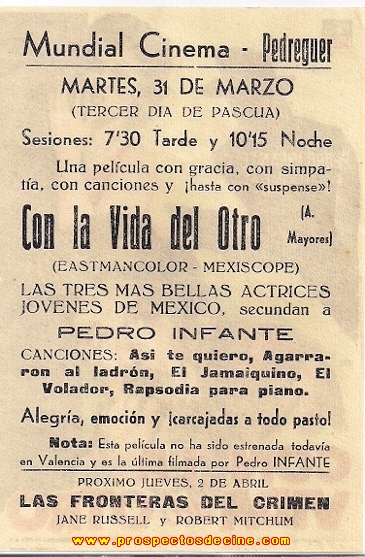 Mundial Cinema - Pedreguer
MARTES, 31 DE MARZO
(TERCER DIA DE PASCUA)
Sesiones: 7'30 Tarde y 10'15 Noche
Una película con gracia, con simpa-
tía, con canciones y ¡hasta con «suspense»!
Con la Vida del Otro (A. Mayores)
(EASTMANCOLOR - MEXISCOPE)
LAS TRES MAS BELLAS ACTRICES
JOVENES DE MEXICO, secundan a
PEDRO INFANTE
CANCIONES: Asi te quiero, Agarra-
ron al ladrón, El Jamaiquino, El
Volador, Rapsodia para piano.
Alegría, emoción y ¡carcajadas a todo pasto!
Nota: Esta película no ha sido estrenada todavía
en Valencia y es la última filmada por Pedro INFANTE
PROXIMO JUEVES, 2 DE ABRIL
LAS FRONTERAS DEL CRIMEN
JANE RUSSELL y ROBERT MITCHUM
www.prospectosdecine.com